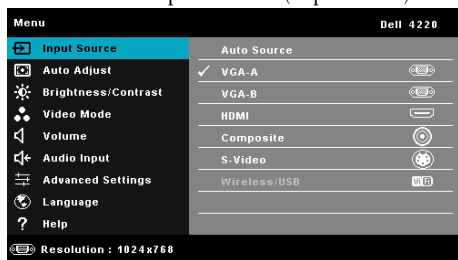 Menu Dell 4220
Input Source Auto Source
Auto Adjust VGA-A
Brightness/Contrast VGA-B
Video Mode HDMI
Volume Composite
Audio Input S-Video
Advanced Settings Wireless/USB
Language
Help
Resolution : 1024x768